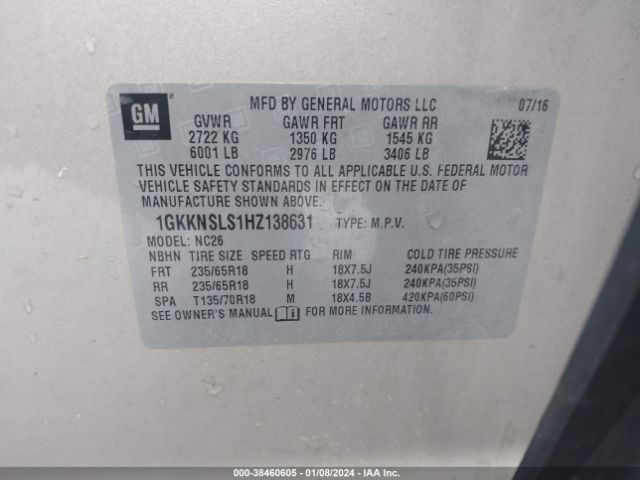 GM
MFD BY GENERAL MOTORS LLC 07/16
GVWR GAWR FRT GAWR RR
2722 KG 1350 KG 1545 KG
6001 LB 2976 LB 3406 LB
THIS VEHICLE CONFORMS TO ALL APPLICABLE U.S. FEDERAL MOTOR
VEHICLE SAFETY STANDARDS IN EFFECT ON THE DATE OF
MANUFACTURE SHOWN ABOVE.
1GKKNSLS1HZ138631 TYPE: M.P.V.
MODEL: NC26
NBHN TIRE SIZE SPEED RTG RIM COLD TIRE PRESSURE
FRT 235/65R18 H 18X7.5J 240KPA(35PSI)
RR 235/65R18 H 18X7.5J 240KPA(35PSI)
SPA T135/70R18 M 18X4.5B 420KPA(60PSI)
SEE OWNER'S MANUAL FOR MORE INFORMATION.
000-38460605 - 01/08/2024 - IAA Inc.